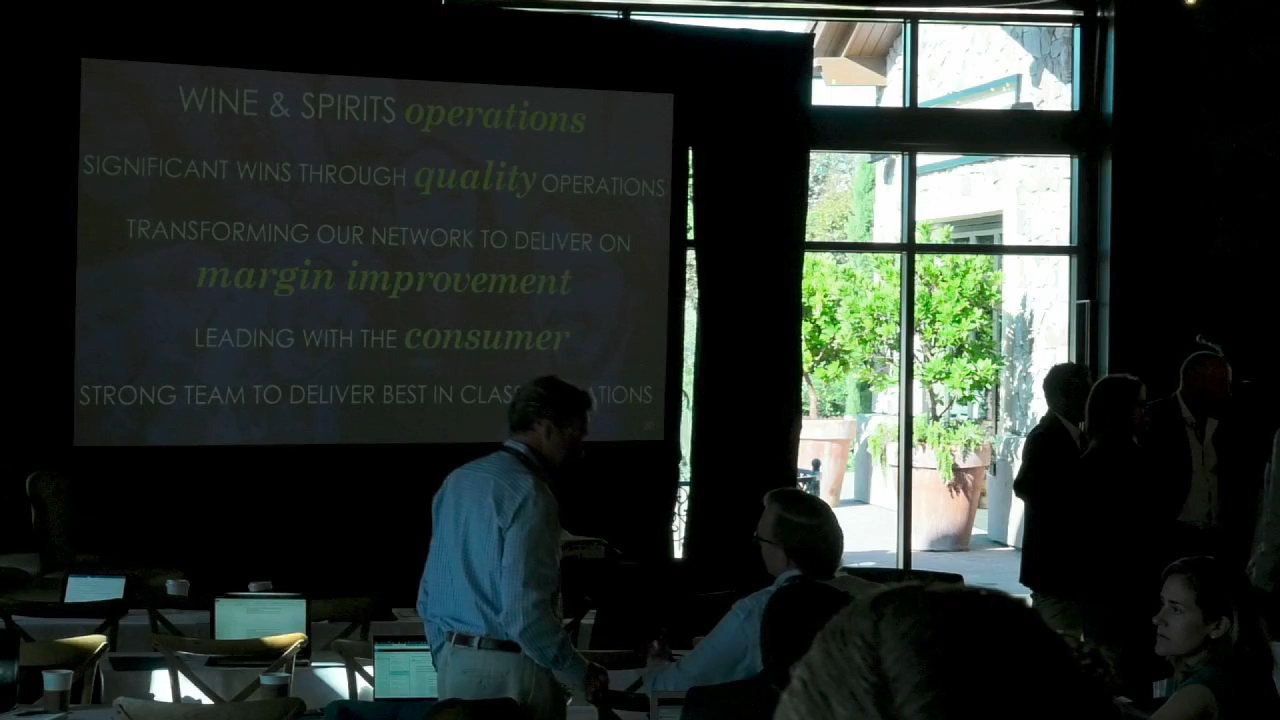 WINE & SPIRITS operations
SIGNIFICANT WINS THROUGH quality OPERATIONS
TRANSFORMING OUR NETWORK TO DELIVER ON
margin improvement
LEADING WITH THE consumer
STRONG TEAM TO DELIVER BEST IN